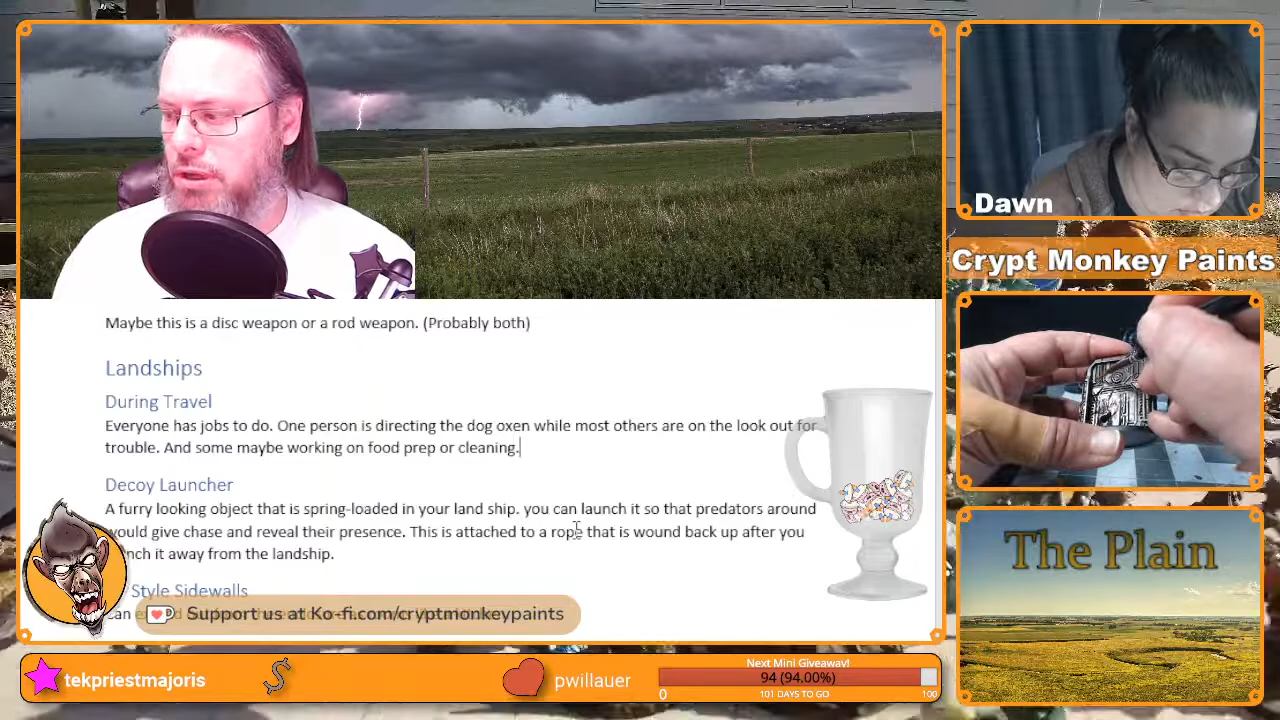 Maybe this is a disc weapon or a rod weapon. (Probably both)
Landships
During Travel
Everyone has jobs to do. One person is directing the dog oxen while most others are on the look out for
trouble. And some maybe working on food prep or cleaning.
Decoy Launcher
A furry looking object that is spring-loaded in your land ship. you can launch it so that predators around
would give chase and reveal their presence. This is attached to a rope that is wound back up after you
it away from the landship.
Style Sidewalls
Support us at Ko-fi.com/cryptmonkeypaints
Dawn
Crypt Monkey Paints
The Plain
tekpriestmajoris
$
pwillauer
Next Mini Giveaway!
94 (94.00%)
0 101 DAYS TO GO 100